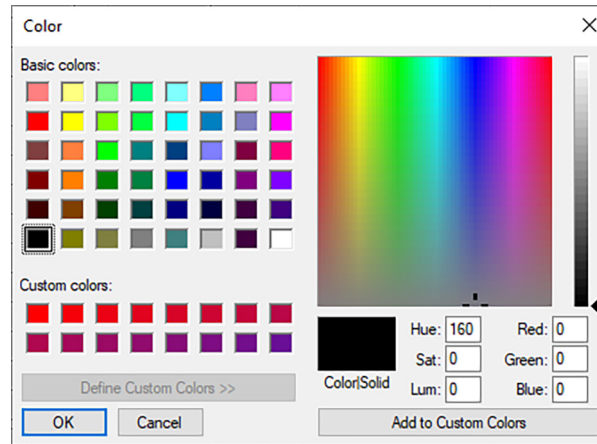 Color
Basic colors:
Custom colors:
Define Custom Colors >>
OK Cancel
Color|Solid
Hue: 160 Red: 0
Sat: 0 Green: 0
Lum: 0 Blue: 0
Add to Custom Colors